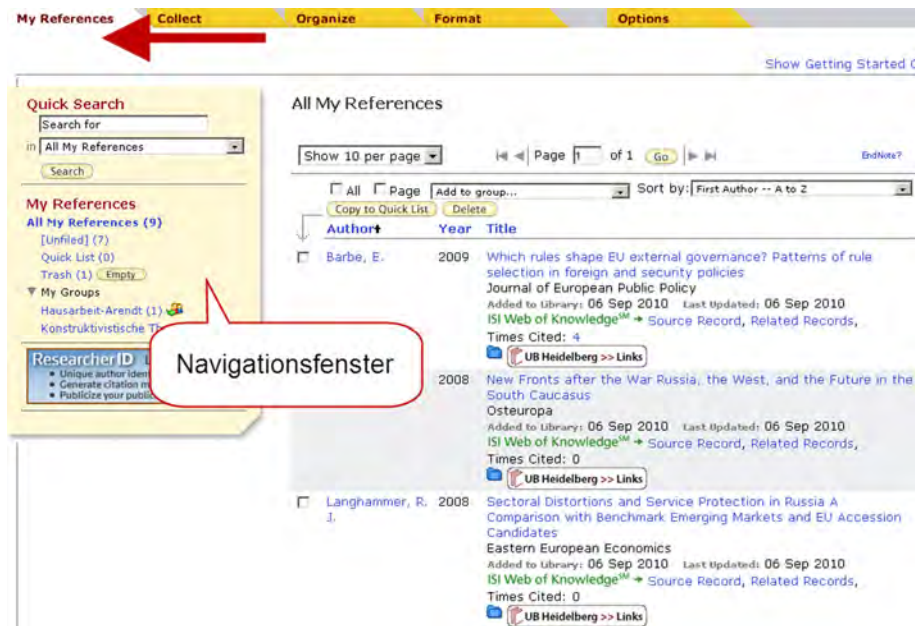 My References Collect Organize Format Options
Show Getting Started
Quick Search
Search for
in All My References
Search
My References
All My References (9)
[Unfiled] (7)
Quick List (0)
Trash (1) Empty
My Groups
Hausarbeit-Arendt (1)
Konstruktivistische
ResearcherID
Unique author
Generate citation
Publicize your
Navigationsfenster
All My References
Show 10 per page Page 1 of 1 Go EndNote?
All Page Add to group... Sort by: First Author -- A to Z
Copy to Quick List Delete
Author Year Title
Barbe, E. 2009 Which rules shape EU external governance? Patterns of rule
selection in foreign and security policies
Journal of European Public Policy
Added to Library: 06 Sep 2010 Last Updated: 06 Sep 2010
ISI Web of Knowledge℠ → Source Record, Related Records,
Times Cited: 4
UB Heidelberg >> Links
2008 New Fronts after the War Russia, the West, and the Future in the
South Caucasus
Osteuropa
Added to Library: 06 Sep 2010 Last Updated: 06 Sep 2010
ISI Web of Knowledge℠ → Source Record, Related Records,
Times Cited: 0
UB Heidelberg >> Links
Langhammer, R. 2008 Sectoral Distortions and Service Protection in Russia A
J. Comparison with Benchmark Emerging Markets and EU Accession
Candidates
Eastern European Economics
Added to Library: 06 Sep 2010 Last Updated: 06 Sep 2010
ISI Web of Knowledge℠ → Source Record, Related Records,
Times Cited: 0
UB Heidelberg >> Links